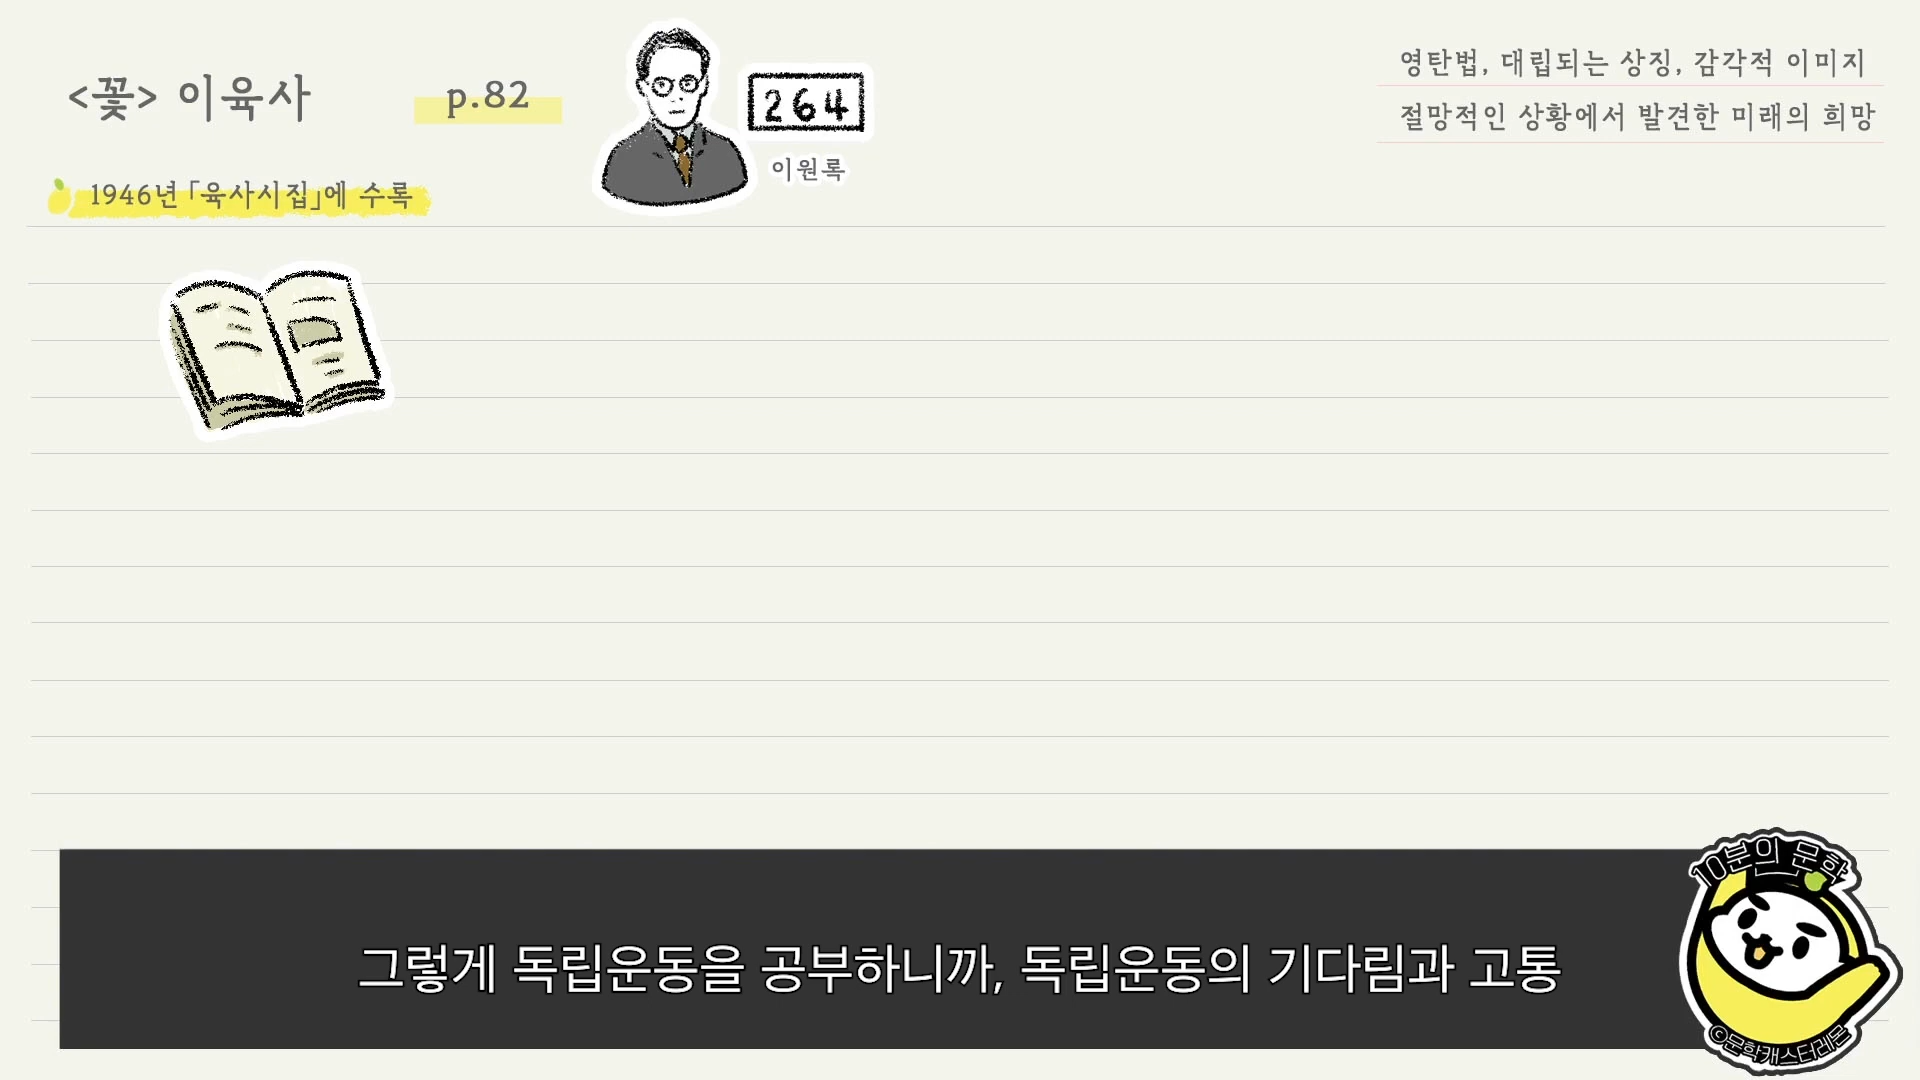 <꽃> 이육사
p.82
264
이원록
영탄법, 대립되는 상징, 감각적 이미지
절망적인 상황에서 발견한 미래의 희망
1946년 「육사시집」에 수록
그렇게 독립운동을 공부하니까, 독립운동의 기다림과 고통
10분의 문학
©문학캐스터레몬